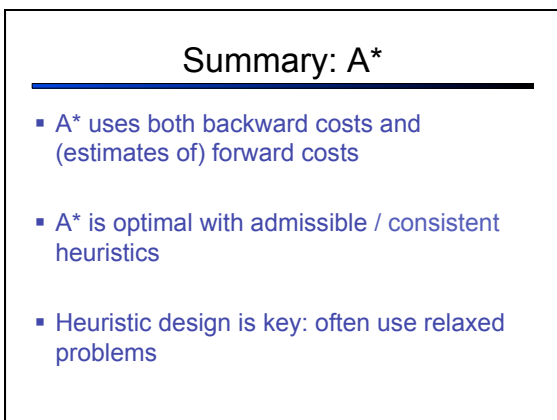 Summary: A*
▪ A* uses both backward costs and
(estimates of) forward costs
▪ A* is optimal with admissible / consistent
heuristics
▪ Heuristic design is key: often use relaxed
problems